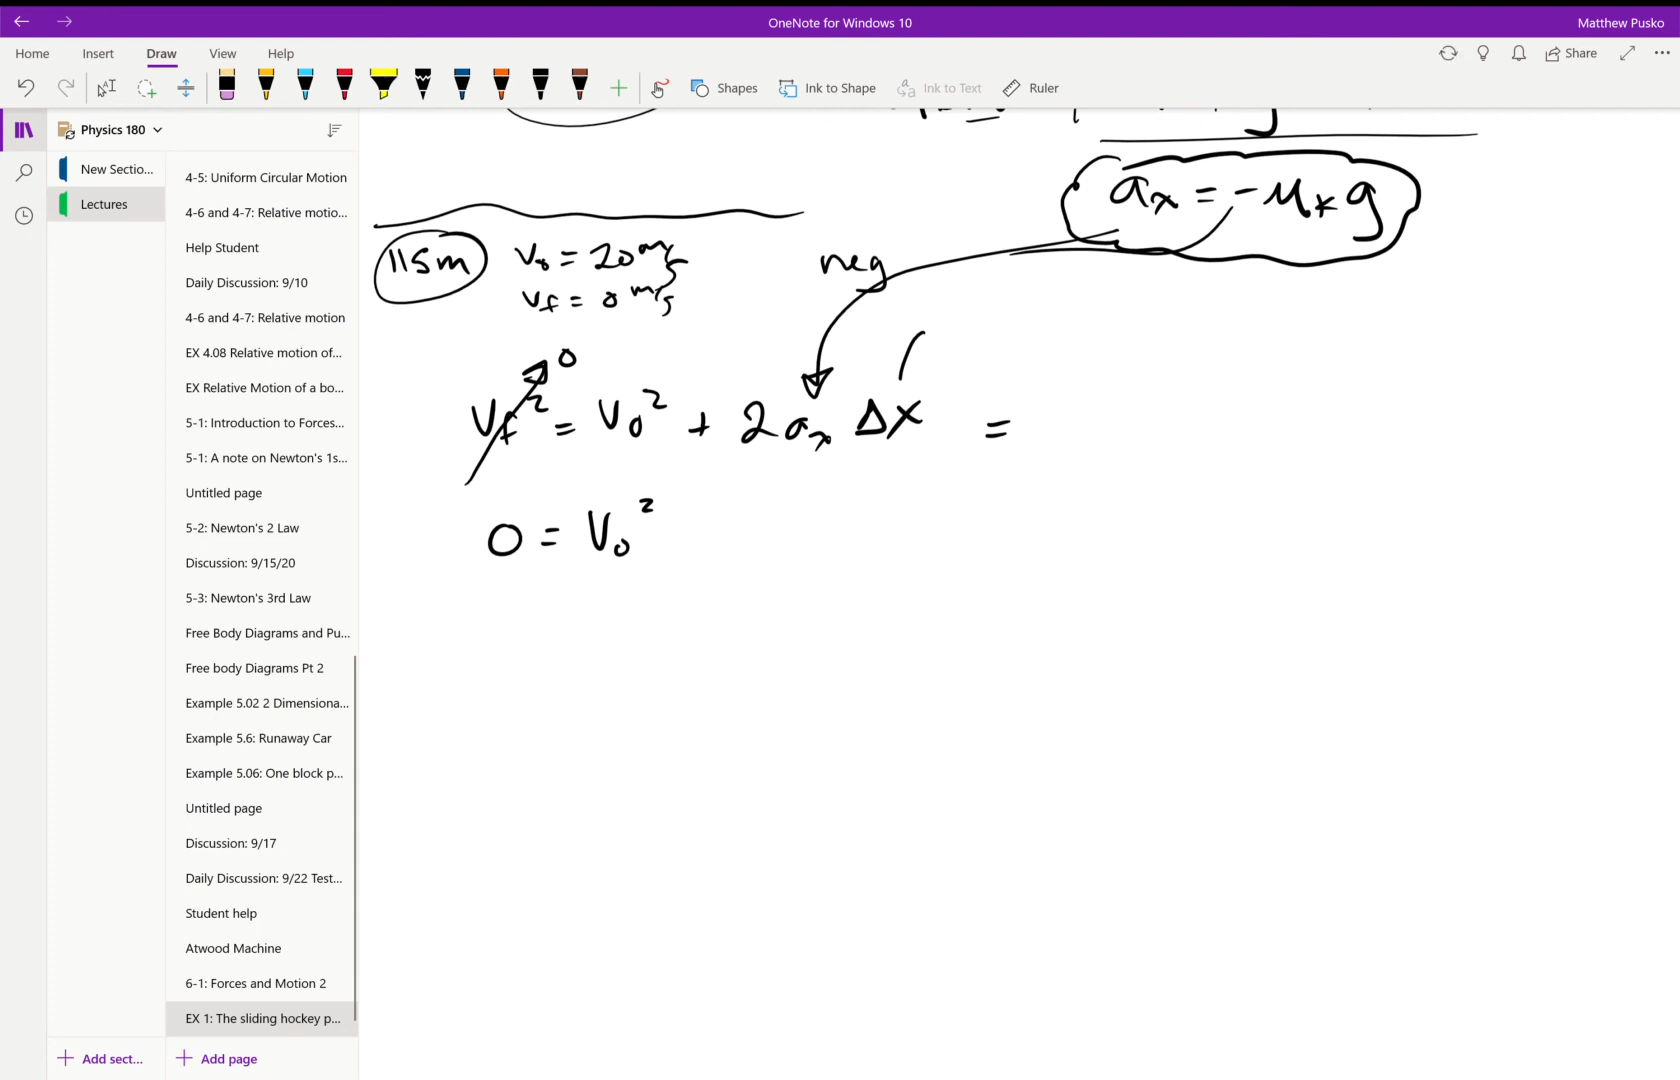 OneNote for Windows 10
Matthew Pusko
Home Insert Draw View Help
Share
Shapes Ink to Shape Ink to Text Ruler
Physics 180
New Sectio...
Lectures
4-5: Uniform Circular Motion
4-6 and 4-7: Relative motio...
Help Student
Daily Discussion: 9/10
4-6 and 4-7: Relative motion
EX 4.08 Relative motion of...
EX Relative Motion of a bo...
5-1: Introduction to Forces...
5-1: A note on Newton's 1s...
Untitled page
5-2: Newton's 2 Law
Discussion: 9/15/20
5-3: Newton's 3rd Law
Free Body Diagrams and Pu...
Free body Diagrams Pt 2
Example 5.02 2 Dimensiona...
Example 5.6: Runaway Car
Example 5.06: One block p...
Untitled page
Discussion: 9/17
Daily Discussion: 9/22 Test...
Student help
Atwood Machine
6-1: Forces and Motion 2
EX 1: The sliding hockey p...
Add sect...
Add page
aₓ = -μₖg
115m
v₀ = 20 m/s
neg
v_f = 0 m/s
0
v_f² = v₀² + 2aₓ Δx =
0 = v₀²